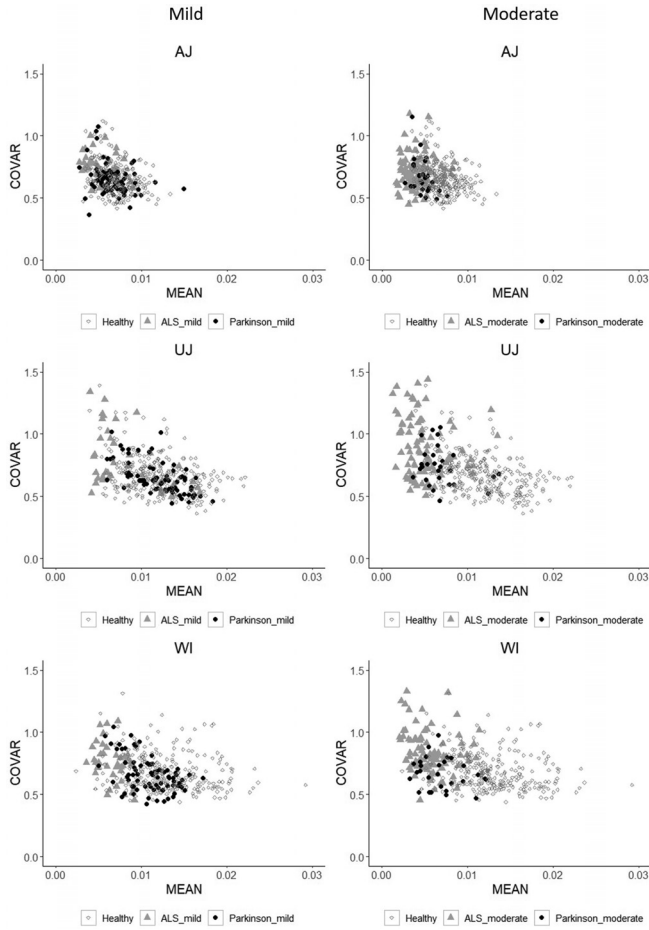 Mild Moderate
AJ AJ
1.5 1.5
1.0 1.0
COVAR COVAR
0.5 0.5
0.0 0.0
0.00 0.01 0.02 0.03 0.00 0.01 0.02 0.03
MEAN MEAN
Healthy ALS_mild Parkinson_mild Healthy ALS_moderate Parkinson_moderate
UJ UJ
1.5 1.5
1.0 1.0
COVAR COVAR
0.5 0.5
0.0 0.0
0.00 0.01 0.02 0.03 0.00 0.01 0.02 0.03
MEAN MEAN
Healthy ALS_mild Parkinson_mild Healthy ALS_moderate Parkinson_moderate
WI WI
1.5 1.5
1.0 1.0
COVAR COVAR
0.5 0.5
0.0 0.0
0.00 0.01 0.02 0.03 0.00 0.01 0.02 0.03
MEAN MEAN
Healthy ALS_mild Parkinson_mild Healthy ALS_moderate Parkinson_moderate